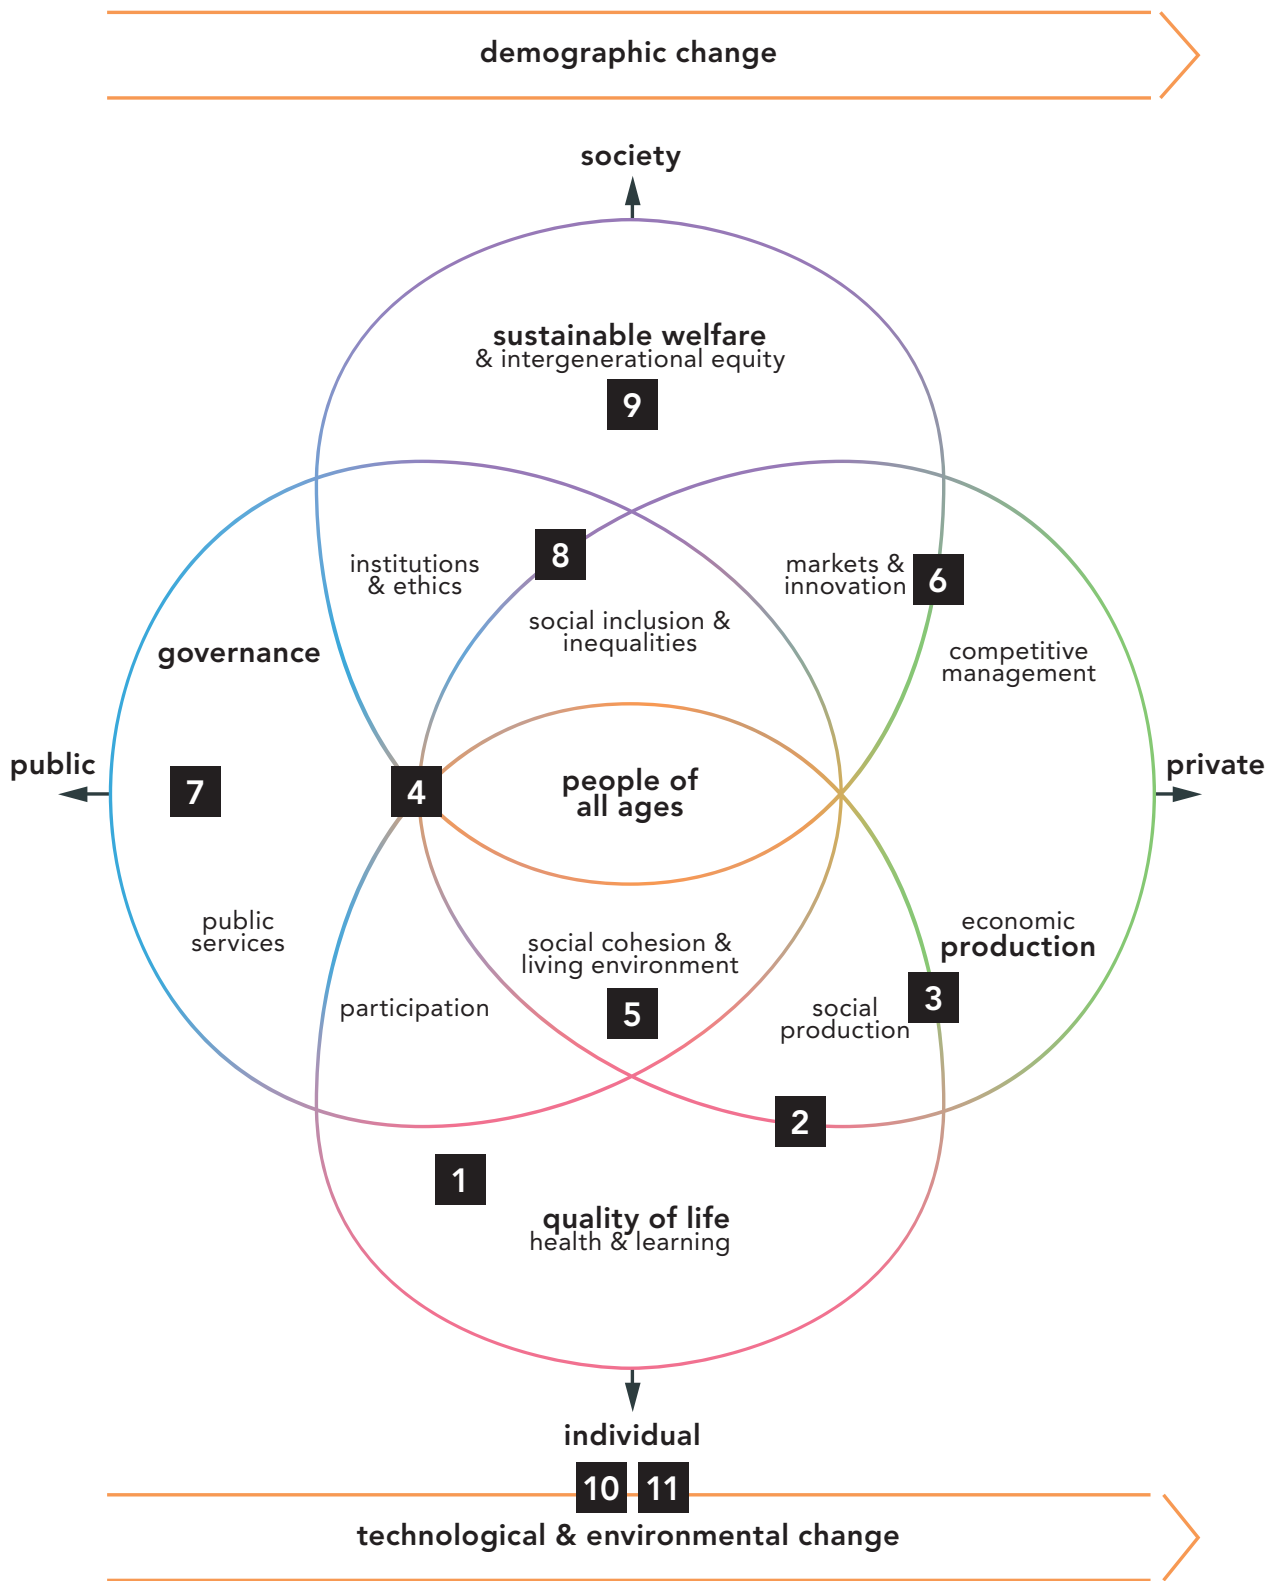 demographic change
society
sustainable welfare
& intergenerational equity
9
8
institutions
& ethics
markets &
innovation
6
social inclusion &
inequalities
governance
competitive
management
public
private
7
4
people of
all ages
public
services
social cohesion &
living environment
economic
production
participation
5
social
production
3
2
1
quality of life
health & learning
individual
10
11
technological & environmental change